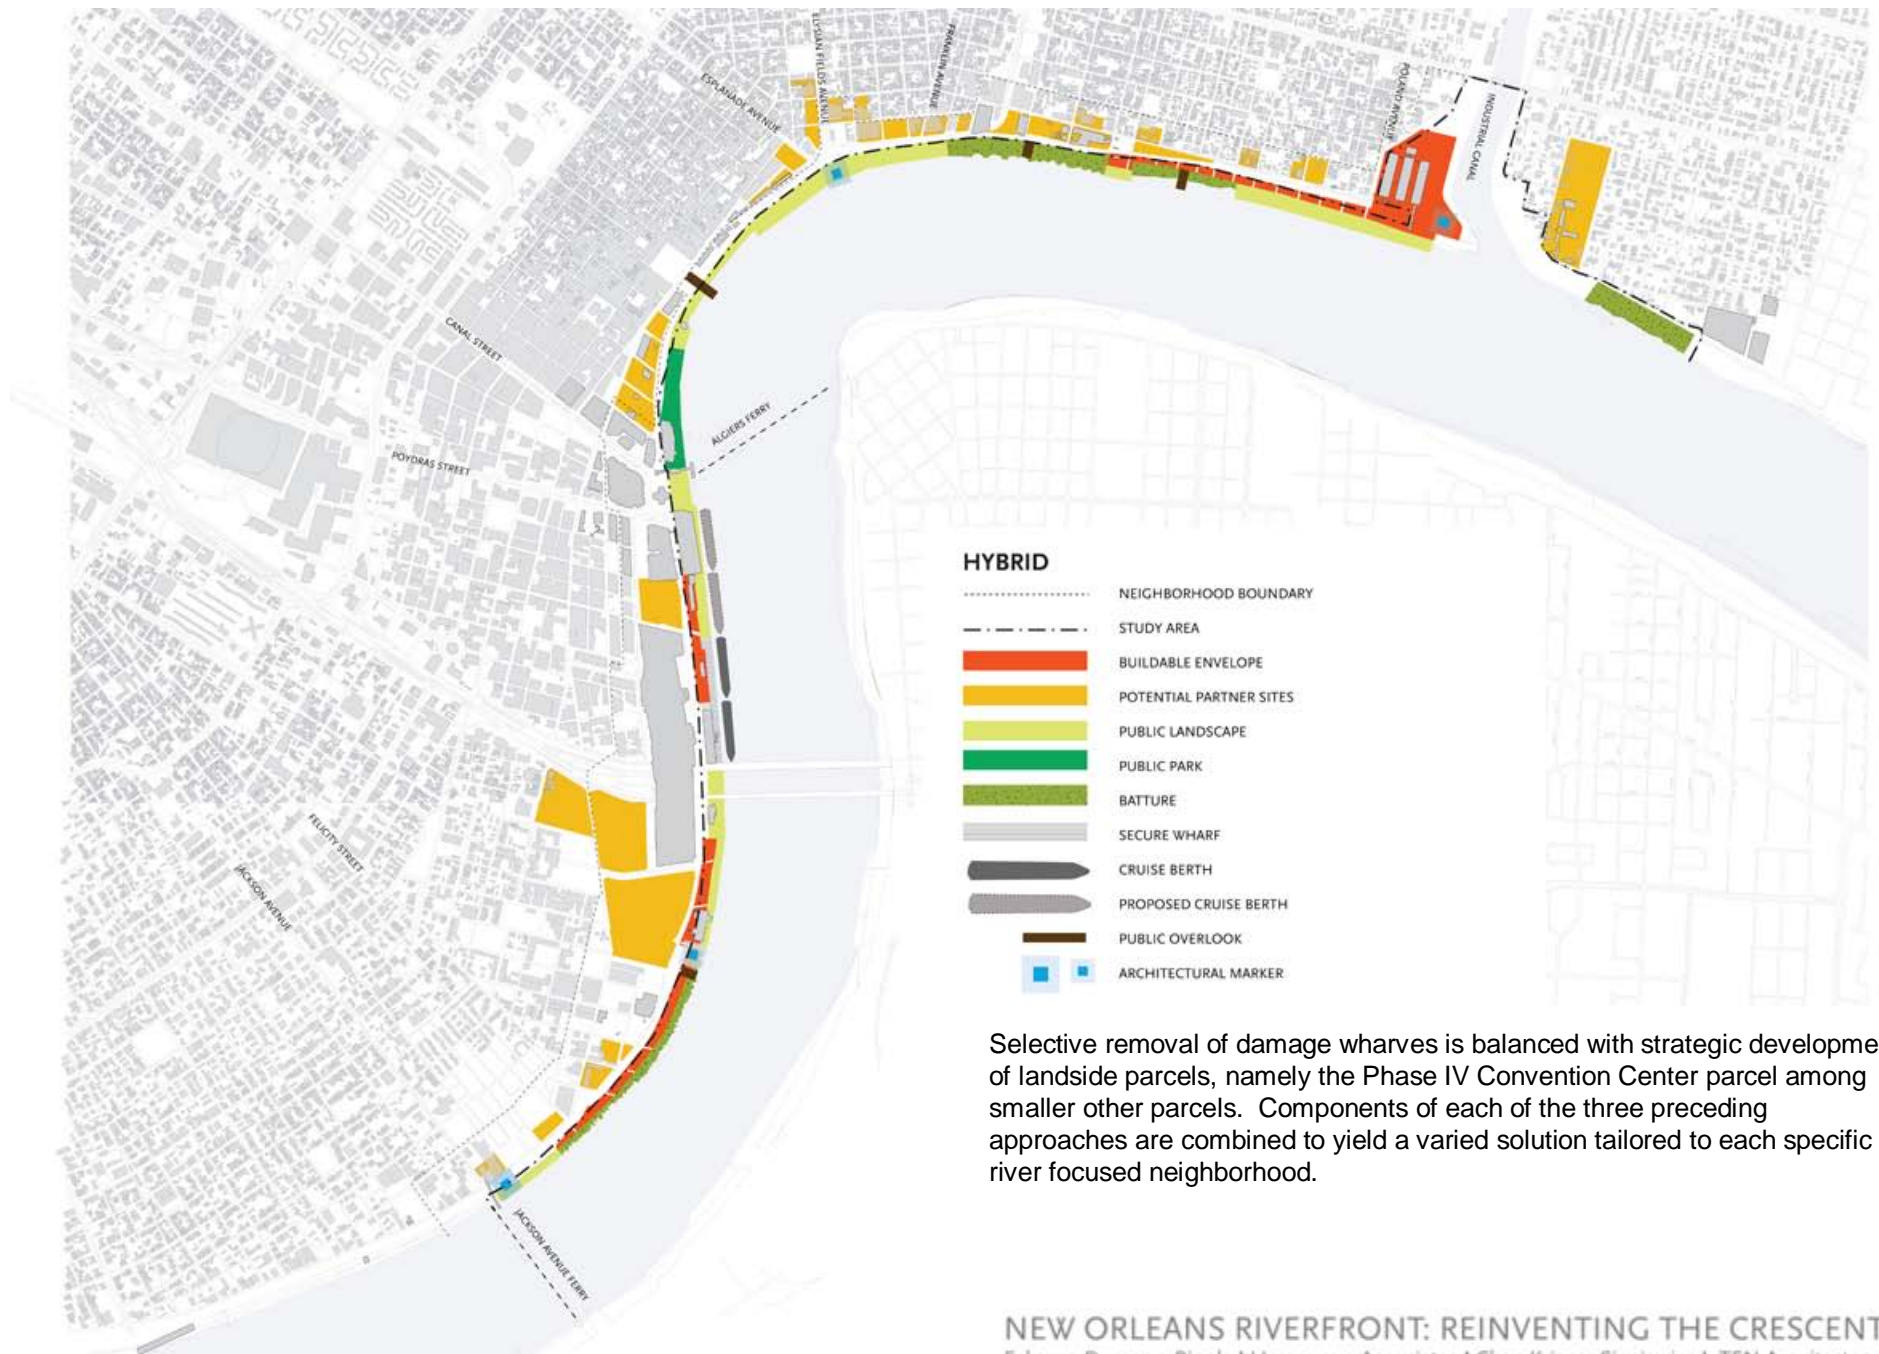 ELYSIAN FIELDS AVENUE
FRANKLIN AVENUE
ESPLANADE AVENUE
POLAND AVENUE
INDUSTRIAL CANAL
CANAL STREET
ALGIERS FERRY
POYDRAS STREET
FELICITY STREET
JACKSON AVENUE
JACKSON AVENUE FERRY
HYBRID
NEIGHBORHOOD BOUNDARY
STUDY AREA
BUILDABLE ENVELOPE
POTENTIAL PARTNER SITES
PUBLIC LANDSCAPE
PUBLIC PARK
BATTURE
SECURE WHARF
CRUISE BERTH
PROPOSED CRUISE BERTH
PUBLIC OVERLOOK
ARCHITECTURAL MARKER
Selective removal of damage wharves is balanced with strategic developme
of landside parcels, namely the Phase IV Convention Center parcel among
smaller other parcels. Components of each of the three preceding
approaches are combined to yield a varied solution tailored to each specific
river focused neighborhood.
NEW ORLEANS RIVERFRONT: REINVENTING THE CRESCENT